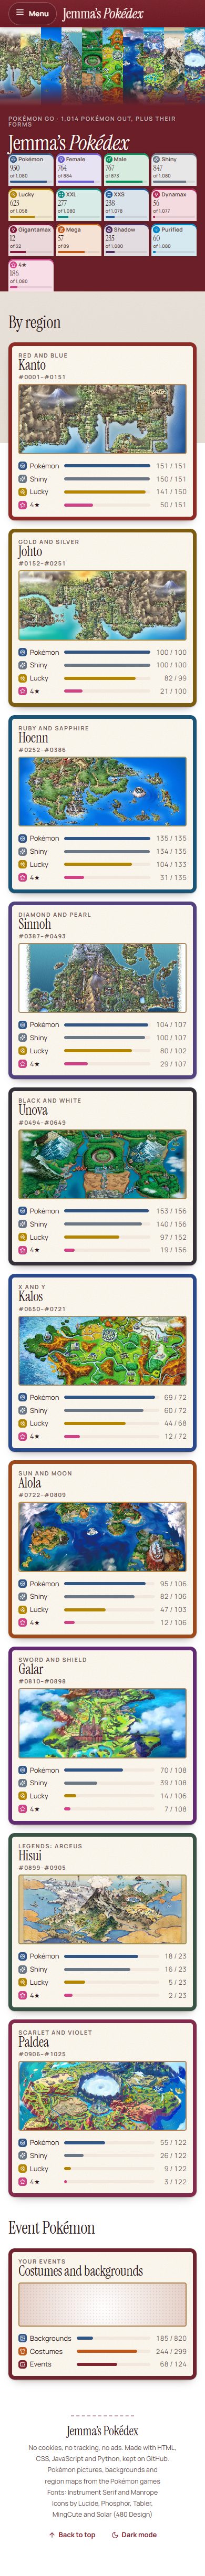 Menu
Jemma's Pokédex
POKÉMON GO · 1,014 POKÉMON OUT, PLUS THEIR
FORMS
Jemma's Pokédex
Pokémon
950
of 1,080
Female
764
of 884
Male
767
of 873
Shiny
847
of 1,080
Lucky
625
of 1,058
XXL
277
of 1,080
XXS
238
of 1,078
Dynamax
56
of 1,077
Gigantamax
12
of 32
Mega
57
of 89
Shadow
235
of 1,080
Purified
60
of 1,080
4★
186
of 1,080
By region
RED AND BLUE
Kanto
#0001–#0151
Pokémon 151 / 151
Shiny 150 / 151
Lucky 141 / 150
4★ 50 / 151
GOLD AND SILVER
Johto
#0152–#0251
Pokémon 100 / 100
Shiny 100 / 100
Lucky 82 / 99
4★ 21 / 100
RUBY AND SAPPHIRE
Hoenn
#0252–#0386
Pokémon 135 / 135
Shiny 134 / 135
Lucky 104 / 133
4★ 31 / 135
DIAMOND AND PEARL
Sinnoh
#0387–#0493
Pokémon 104 / 107
Shiny 100 / 107
Lucky 80 / 102
4★ 29 / 107
BLACK AND WHITE
Unova
#0494–#0649
Pokémon 153 / 156
Shiny 140 / 156
Lucky 97 / 152
4★ 19 / 156
X AND Y
Kalos
#0650–#0721
Pokémon 69 / 72
Shiny 60 / 72
Lucky 44 / 68
4★ 12 / 72
SUN AND MOON
Alola
#0722–#0809
Pokémon 95 / 106
Shiny 82 / 106
Lucky 47 / 103
4★ 12 / 106
SWORD AND SHIELD
Galar
#0810–#0898
Pokémon 70 / 108
Shiny 39 / 108
Lucky 14 / 106
4★ 7 / 108
LEGENDS: ARCEUS
Hisui
#0899–#0905
Pokémon 18 / 23
Shiny 16 / 23
Lucky 5 / 23
4★ 2 / 23
SCARLET AND VIOLET
Paldea
#0906–#1025
Pokémon 55 / 122
Shiny 26 / 122
Lucky 9 / 122
4★ 3 / 122
Event Pokémon
YOUR EVENTS
Costumes and backgrounds
Backgrounds 185 / 820
Costumes 244 / 299
Events 68 / 124
Jemma's Pokédex
No cookies, no tracking, no ads. Made with HTML,
CSS, JavaScript and Python, kept on GitHub.
Pokémon pictures, backgrounds and
region maps from the Pokémon games
Fonts: Instrument Serif and Manrope
Icons by Lucide, Phosphor, Tabler,
MingCute and Solar (480 Design)
Back to top
Dark mode